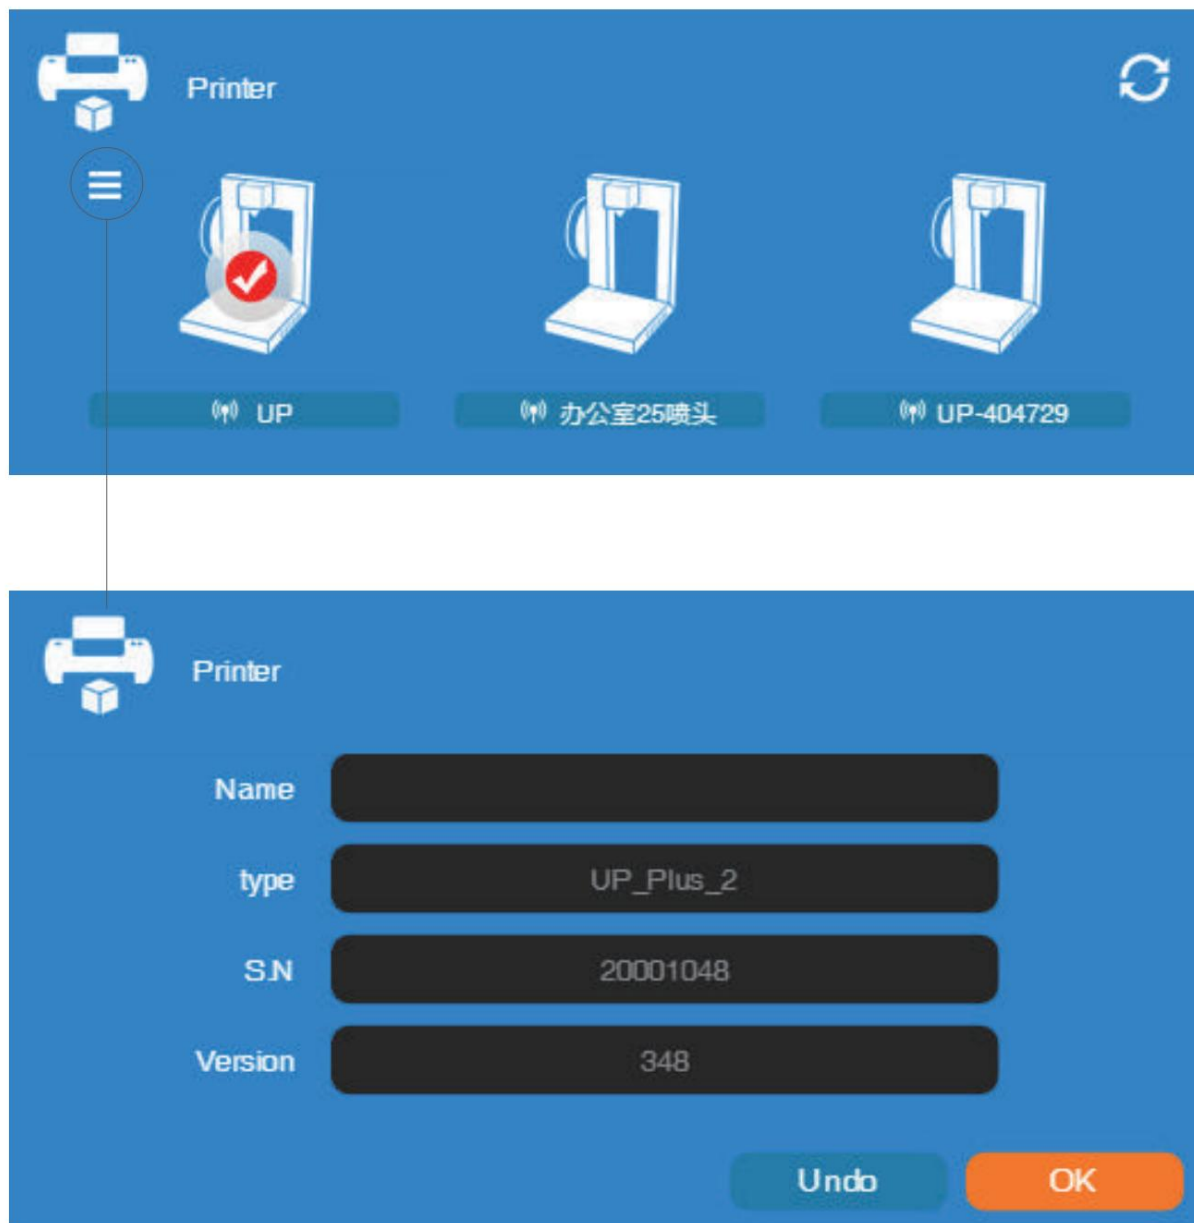 Printer
UP
办公室25喷头
UP-404729
Printer
Name
type
UP_Plus_2
S.N
20001048
Version
348
Undo
OK